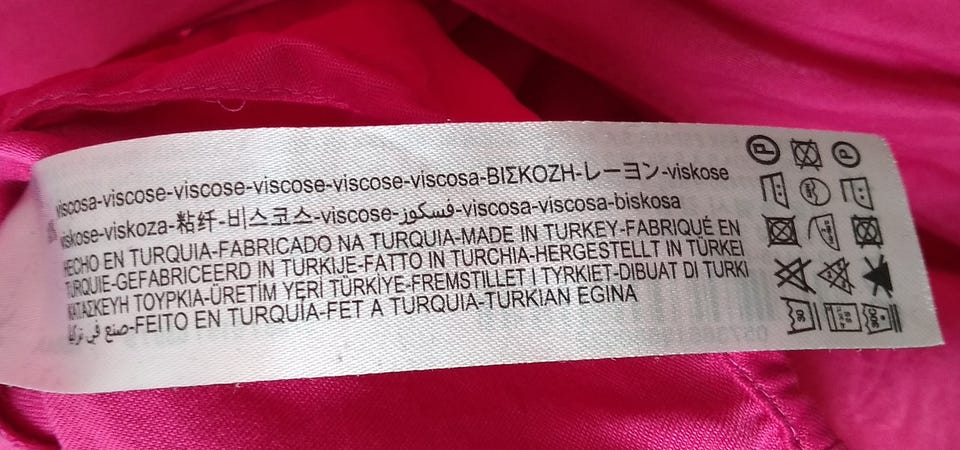 viscosa-viscose-viscose-viscose-viscose-viscosa-ΒΙΣΚΟΖΗ-レーヨン-viskose
viskose-viskoza-粘纤-비스코스-viscose-فسكوز-viscosa-viscosa-biskosa
HECHO EN TURQUIA-FABRICADO NA TURQUIA-MADE IN TURKEY-FABRIQUÉ EN
TURQUIE-GEFABRICEERD IN TURKIJE-FATTO IN TURCHIA-HERGESTELLT IN TÜRKEI
ΚΑΤΑΣΚΕΥΗ ΤΟΥΡΚΙΑ-ÜRETİM YERİ TÜRKİYE-FREMSTILLET I TYRKIET-DIBUAT DI TURKI
صنع في تركيا-FEITO EN TURQUÍA-FET A TURQUIA-TURKIAN EGINA
P P
30 30C